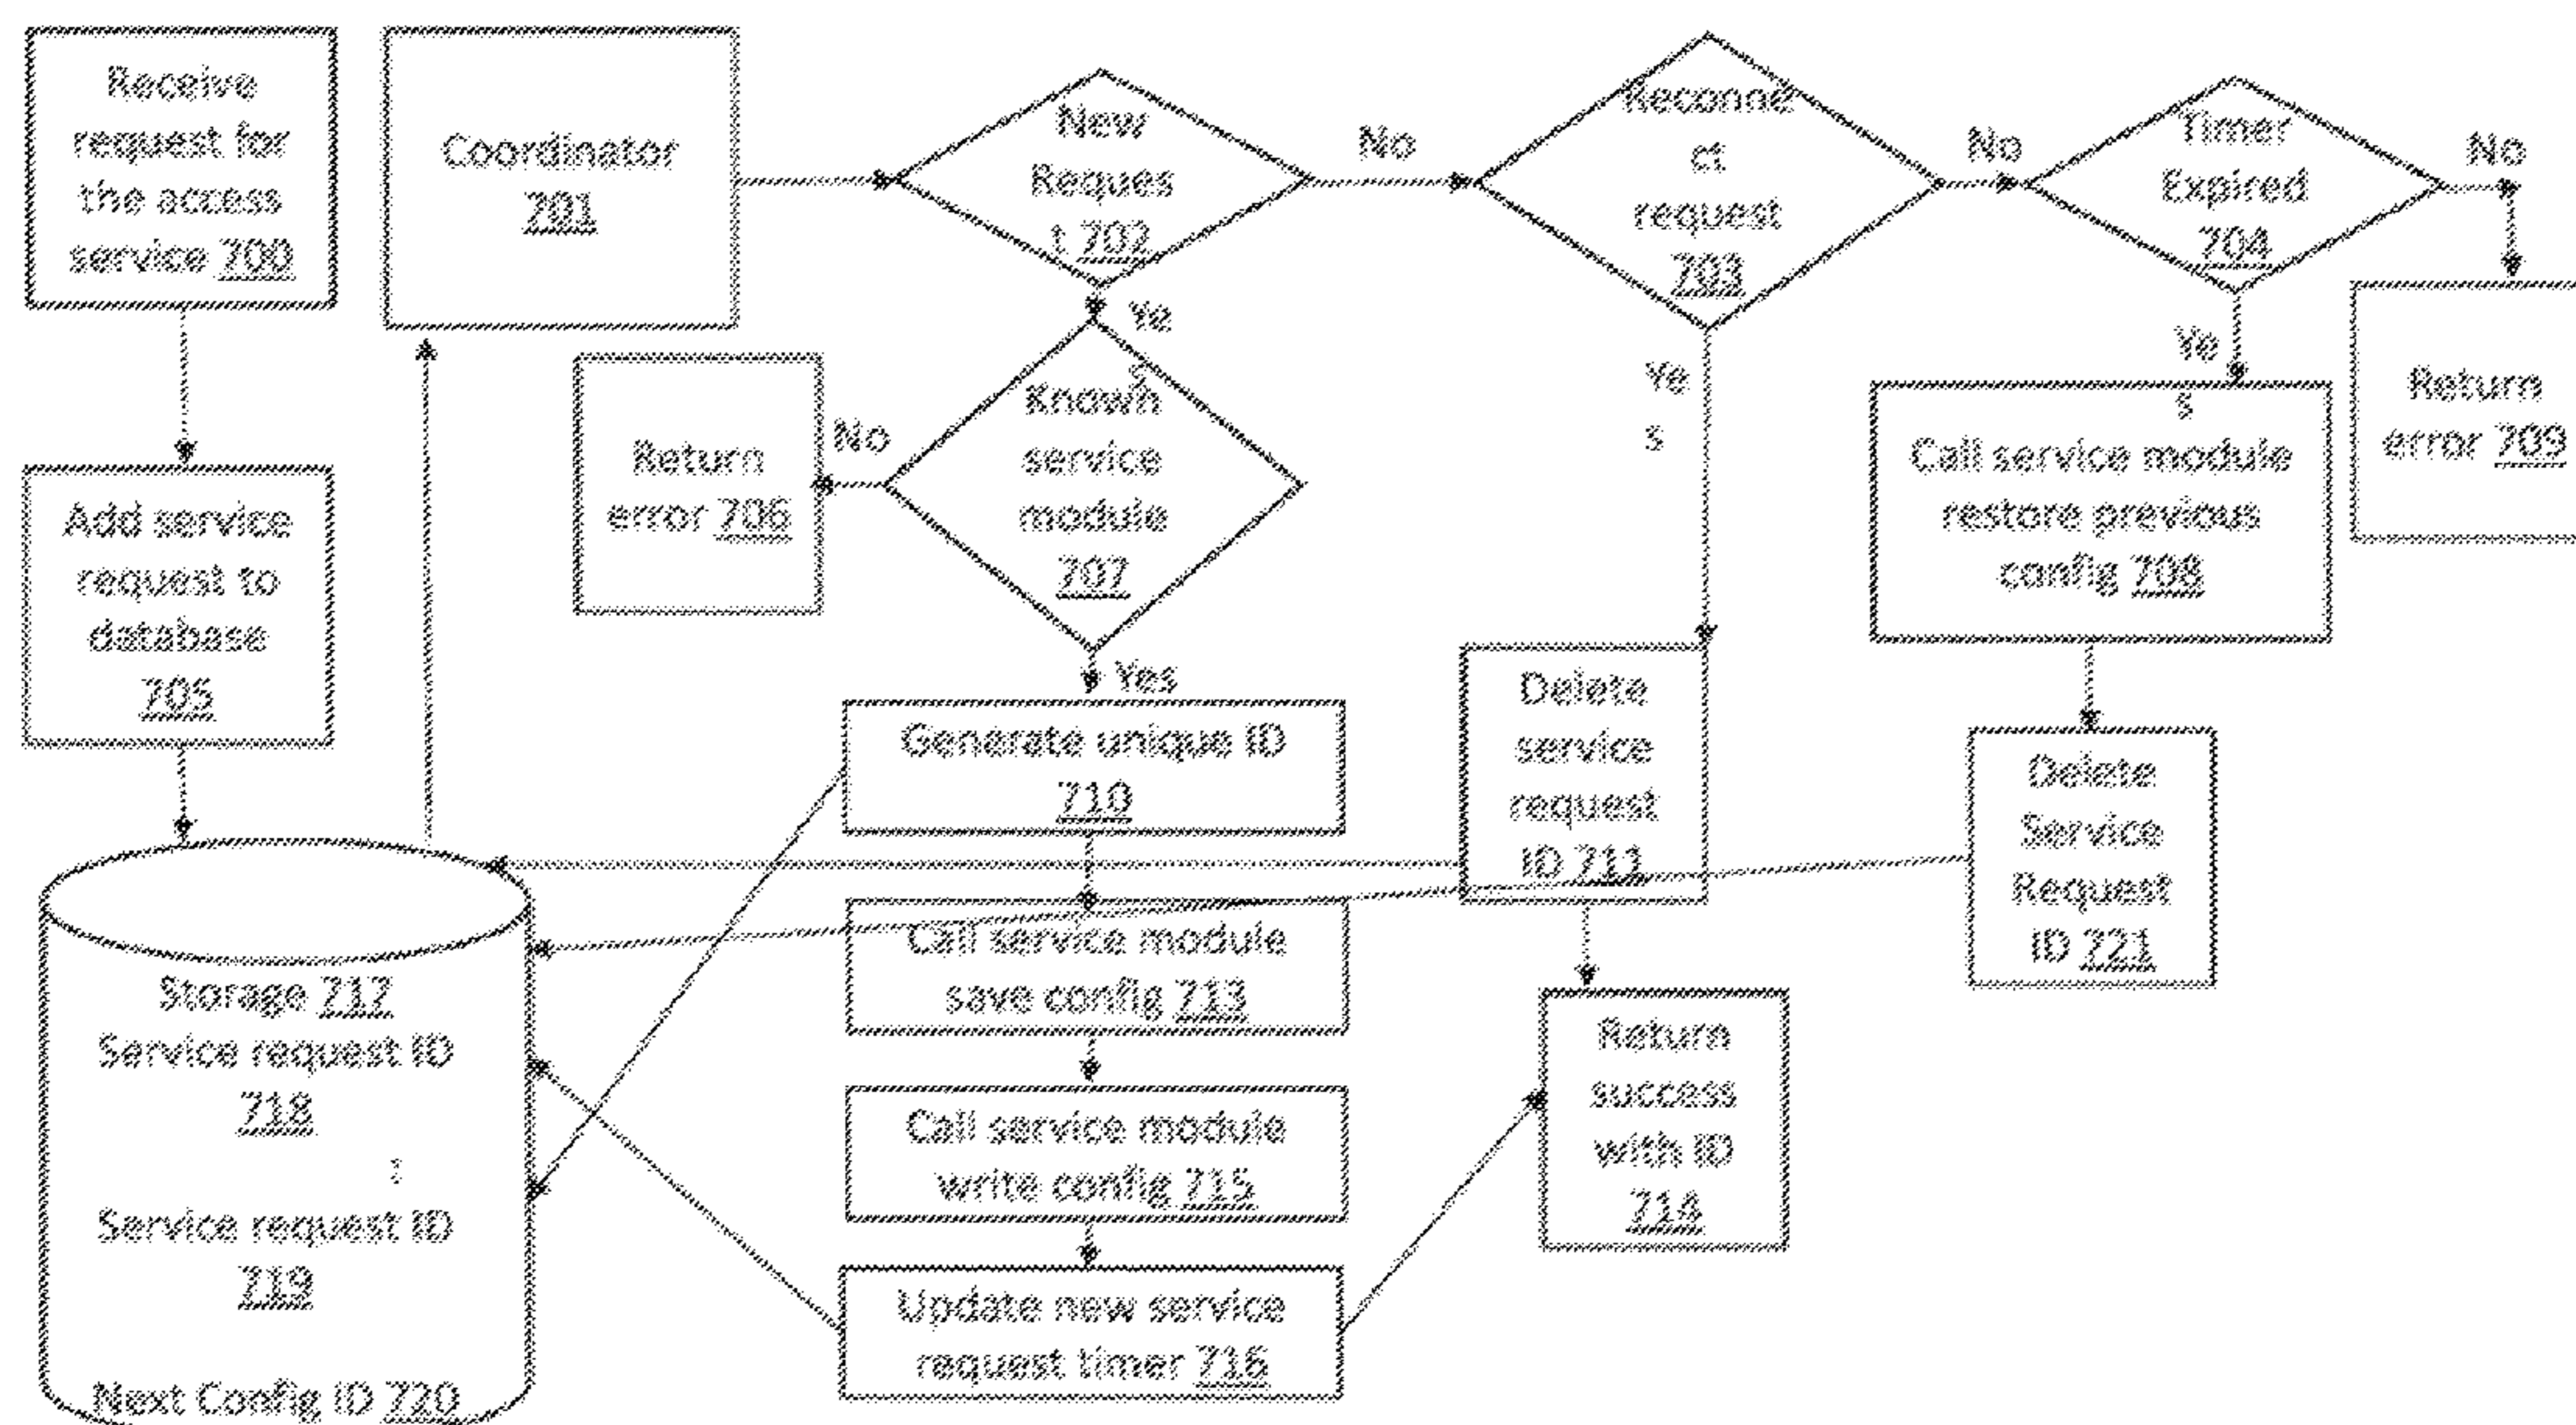 Receive
request for
the access
service 700
Coordinator
701
New
Reques
t 702
No
Reconne
ct
request
703
No
Timer
Expired
704
No
Ye
s
Known
service
module
707
No
Return
error 706
Ye
s
Ye
s
Return
error 709
Call service module
restore previous
config 708
Add service
request to
database
705
Yes
Generate unique ID
710
Delete
service
request
ID 711
Delete
Service
Request
ID 721
Call service module
save config 713
Storage 717
Service request ID
718
:
Service request ID
719
Next Config ID 720
Call service module
write config 715
Return
success
with ID
714
Update new service
request timer 716